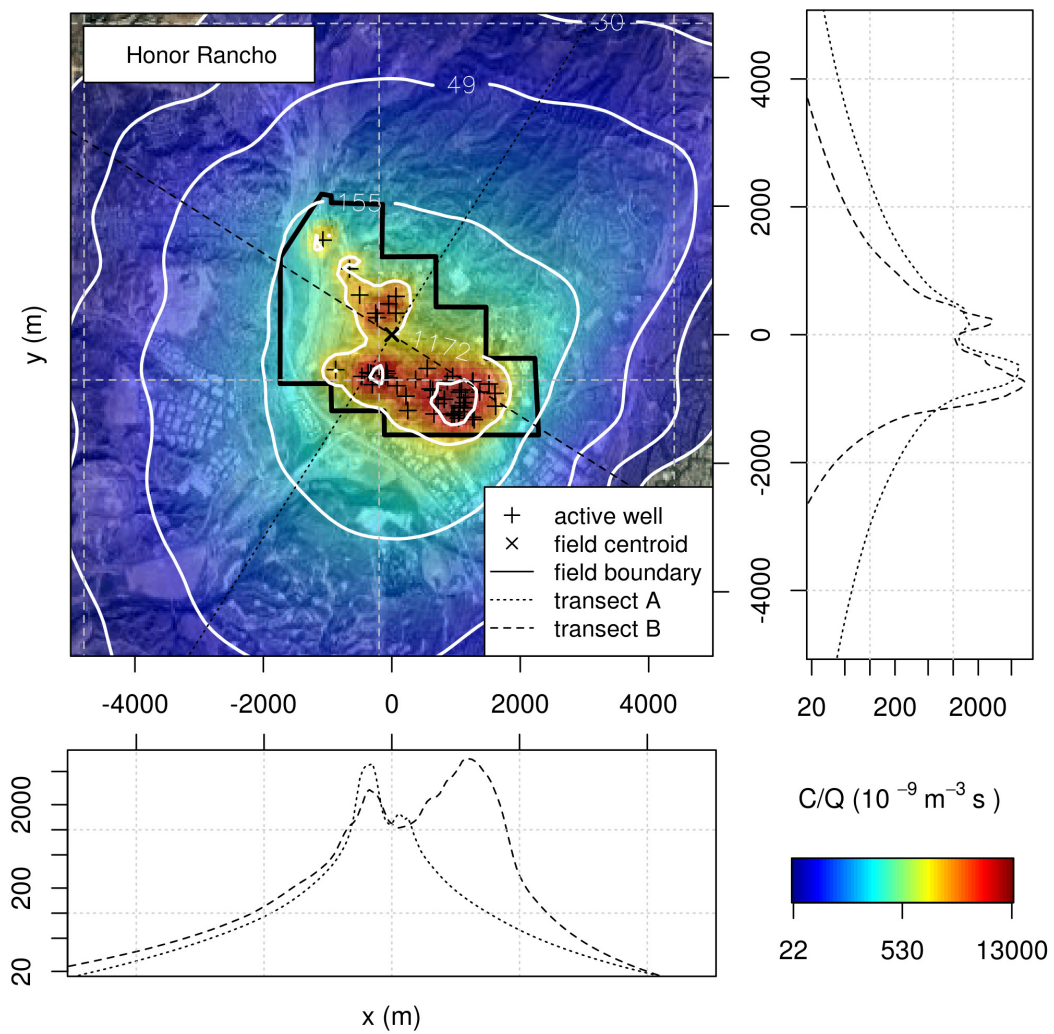 Honor Rancho
30
49
155
1172
y (m)
active well
field centroid
field boundary
transect A
transect B
-4000 -2000 0 2000 4000
4000
2000
0
-2000
-4000
20 200 2000
2000
200
20
x (m)
C/Q (10 ⁻⁹ m⁻³ s )
22 530 13000